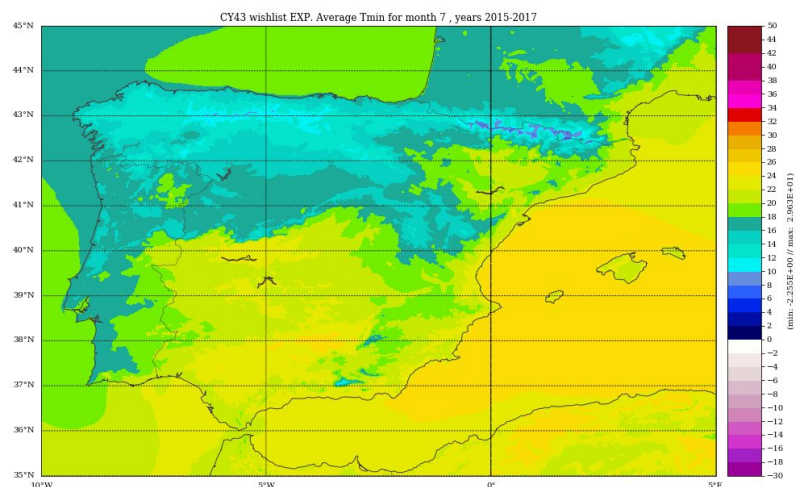 CY43 wishlist EXP. Average Tmin for month 7 , years 2015-2017
45°N
44°N
43°N
42°N
41°N
40°N
39°N
38°N
37°N
36°N
35°N
10°W
5°W
0°
5°E
50
44
42
40
38
36
34
32
30
28
26
24
22
20
18
16
14
12
10
8
6
4
2
0
−2
−4
−6
−8
−10
−12
−14
−16
−18
−30
(min: -2.255E+00 // max: 2.963E+01)